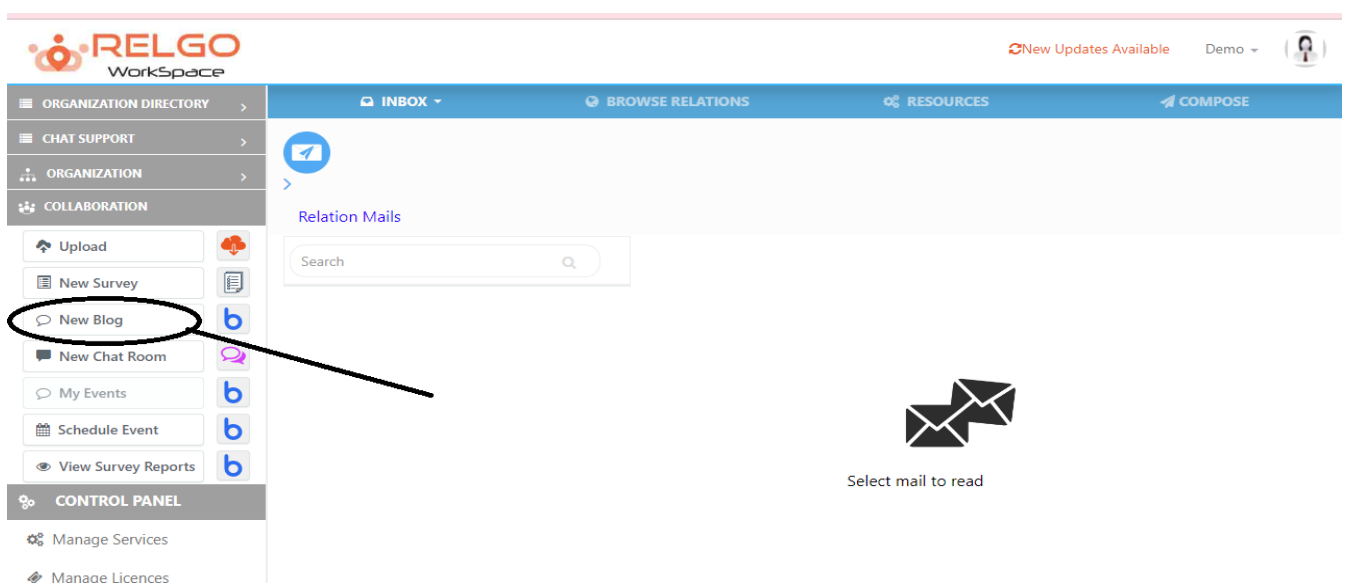 RELGO
WorkSpace
New Updates Available
Demo
ORGANIZATION DIRECTORY
INBOX
BROWSE RELATIONS
RESOURCES
COMPOSE
CHAT SUPPORT
ORGANIZATION
COLLABORATION
Relation Mails
Upload
Search
New Survey
b
New Blog
b
New Chat Room
My Events
b
Schedule Event
b
View Survey Reports
b
Select mail to read
CONTROL PANEL
Manage Services
Manage Licences